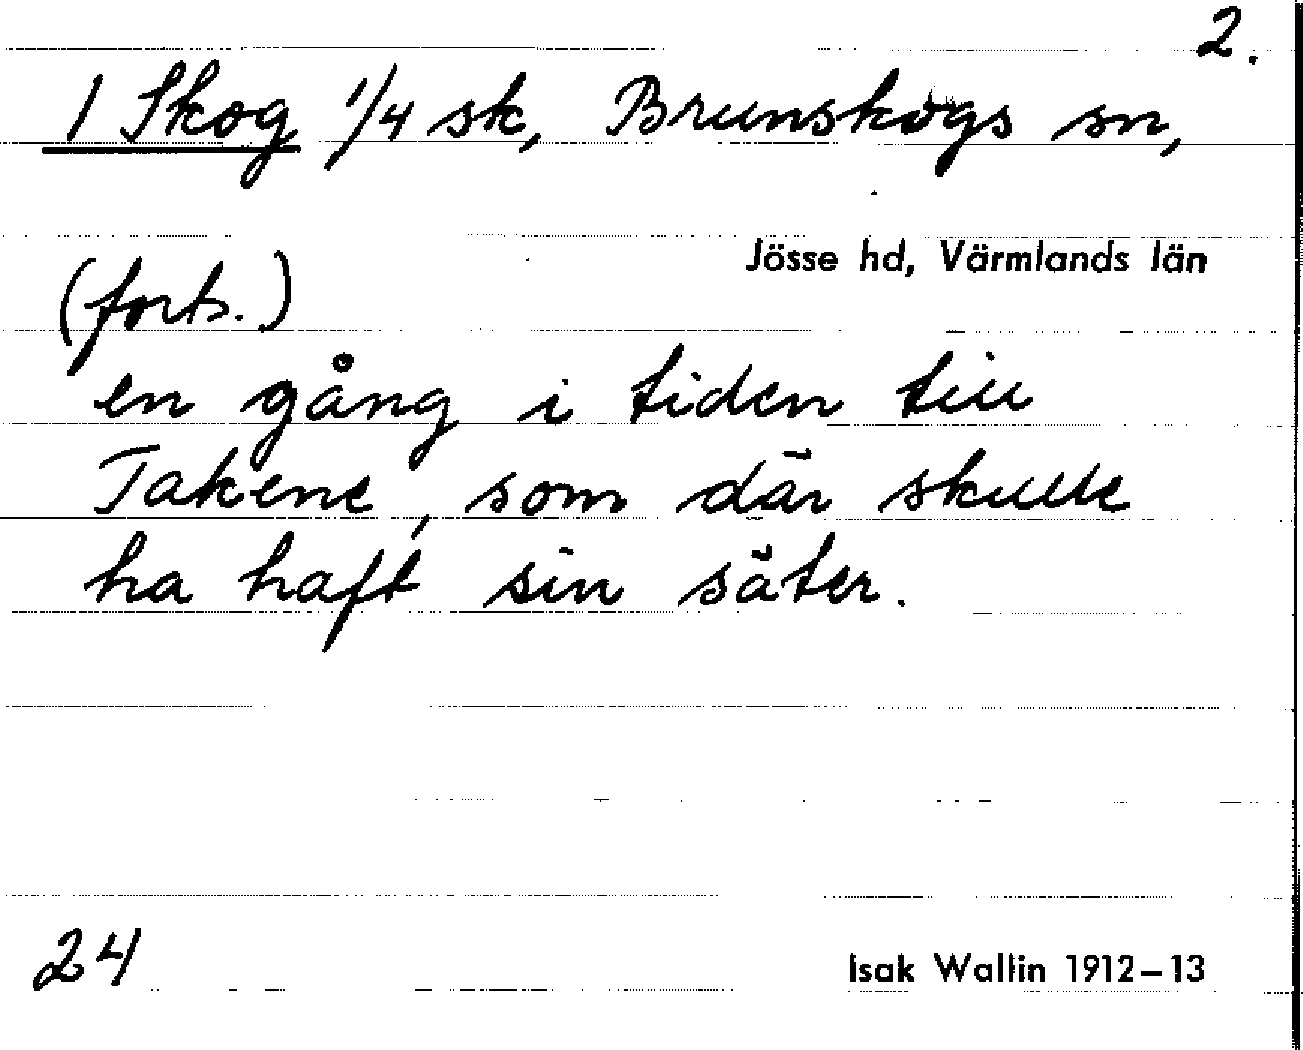 2.
1 Skog 1/4 sk, Brunskogs sn,
Jösse hd, Värmlands län
(forts.)
en gång i tiden till
Takene, som där skulle
ha haft sin säter.
24
Isak Wallin 1912–13